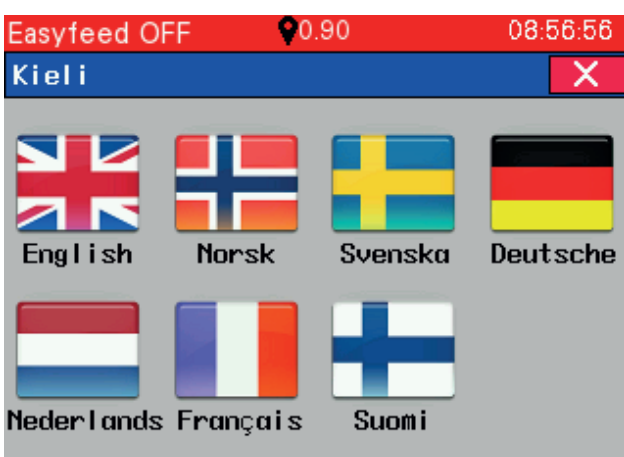 Easyfeed OFF 0.90 08:56:56
Kieli
English Norsk Svenska Deutsche
Nederlands Français Suomi